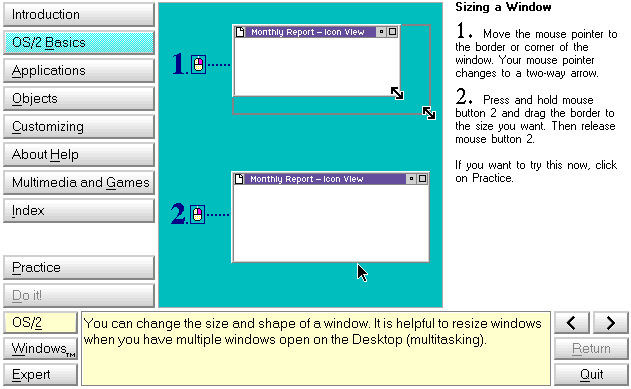 Introduction
OS/2 Basics
Applications
Objects
Customizing
About Help
Multimedia and Games
Index
Practice
Do it!
OS/2
Windows™
Expert
1.
Monthly Report – Icon View
2.
Monthly Report – Icon View
Sizing a Window
1. Move the mouse pointer to
the border or corner of the
window. Your mouse pointer
changes to a two-way arrow.
2. Press and hold mouse
button 2 and drag the border to
the size you want. Then release
mouse button 2.
If you want to try this now, click
on Practice.
You can change the size and shape of a window. It is helpful to resize windows
when you have multiple windows open on the Desktop (multitasking).
Return
Quit